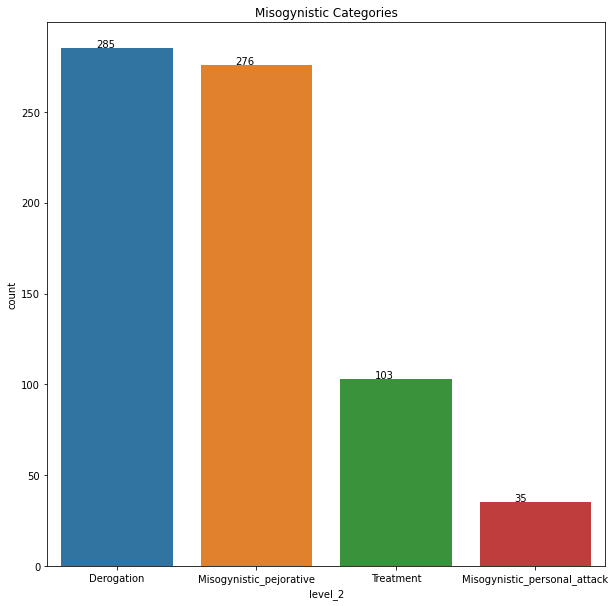 Misogynistic Categories
285
276
103
35
count
250
200
150
100
50
0
Derogation
Misogynistic_pejorative
Treatment
Misogynistic_personal_attack
level_2